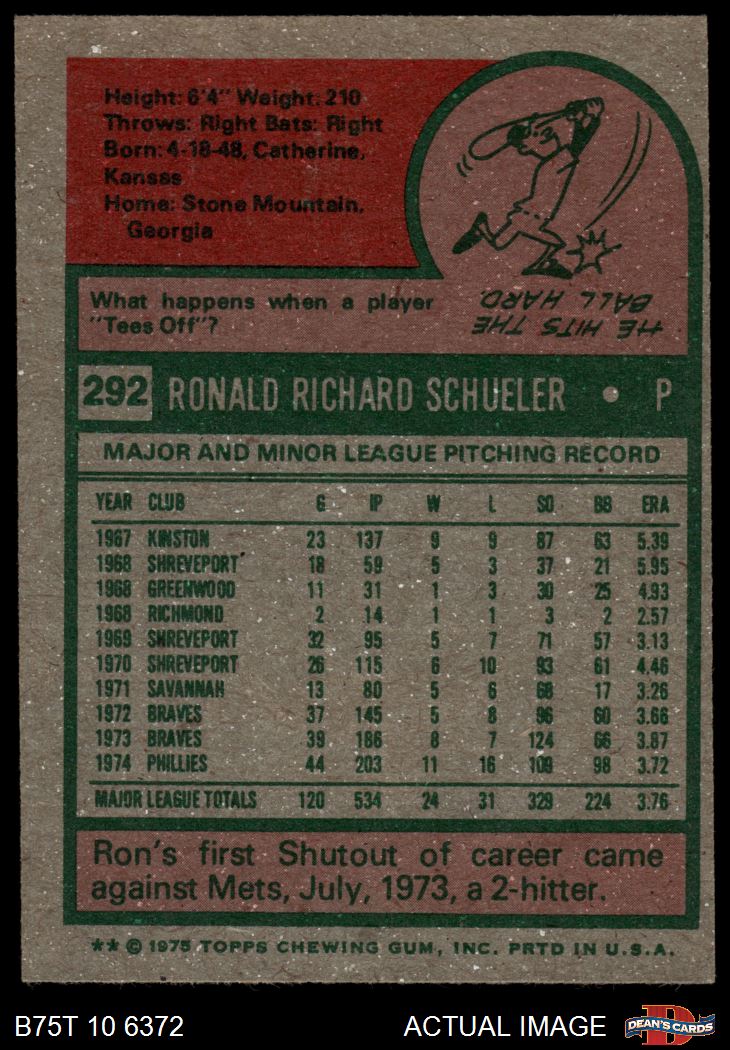 Height: 6'4" Weight: 210
Throws: Right Bats: Right
Born: 4-18-48, Catherine,
Kansas
Home: Stone Mountain,
Georgia
What happens when a player
"Tees Off"?
HE HITS THE
BALL HARD.
292 RONALD RICHARD SCHUELER • P
MAJOR AND MINOR LEAGUE PITCHING RECORD
YEAR CLUB G IP W L SO BB ERA
1967 KINSTON 23 137 9 9 87 63 5.39
1968 SHREVEPORT 18 59 5 3 37 21 5.95
1968 GREENWOOD 11 31 1 3 30 25 4.93
1968 RICHMOND 2 14 1 1 3 2 2.57
1969 SHREVEPORT 32 95 5 7 71 57 3.13
1970 SHREVEPORT 26 115 6 10 93 61 4.46
1971 SAVANNAH 13 80 5 6 68 17 3.26
1972 BRAVES 37 145 5 8 96 60 3.66
1973 BRAVES 39 186 8 7 124 66 3.87
1974 PHILLIES 44 203 11 16 109 98 3.72
MAJOR LEAGUE TOTALS 120 534 24 31 329 224 3.76
Ron's first Shutout of career came
against Mets, July, 1973, a 2-hitter.
** © 1975 TOPPS CHEWING GUM, INC. PRTD IN U.S.A.
B75T 10 6372 ACTUAL IMAGE
D DEAN'S CARDS